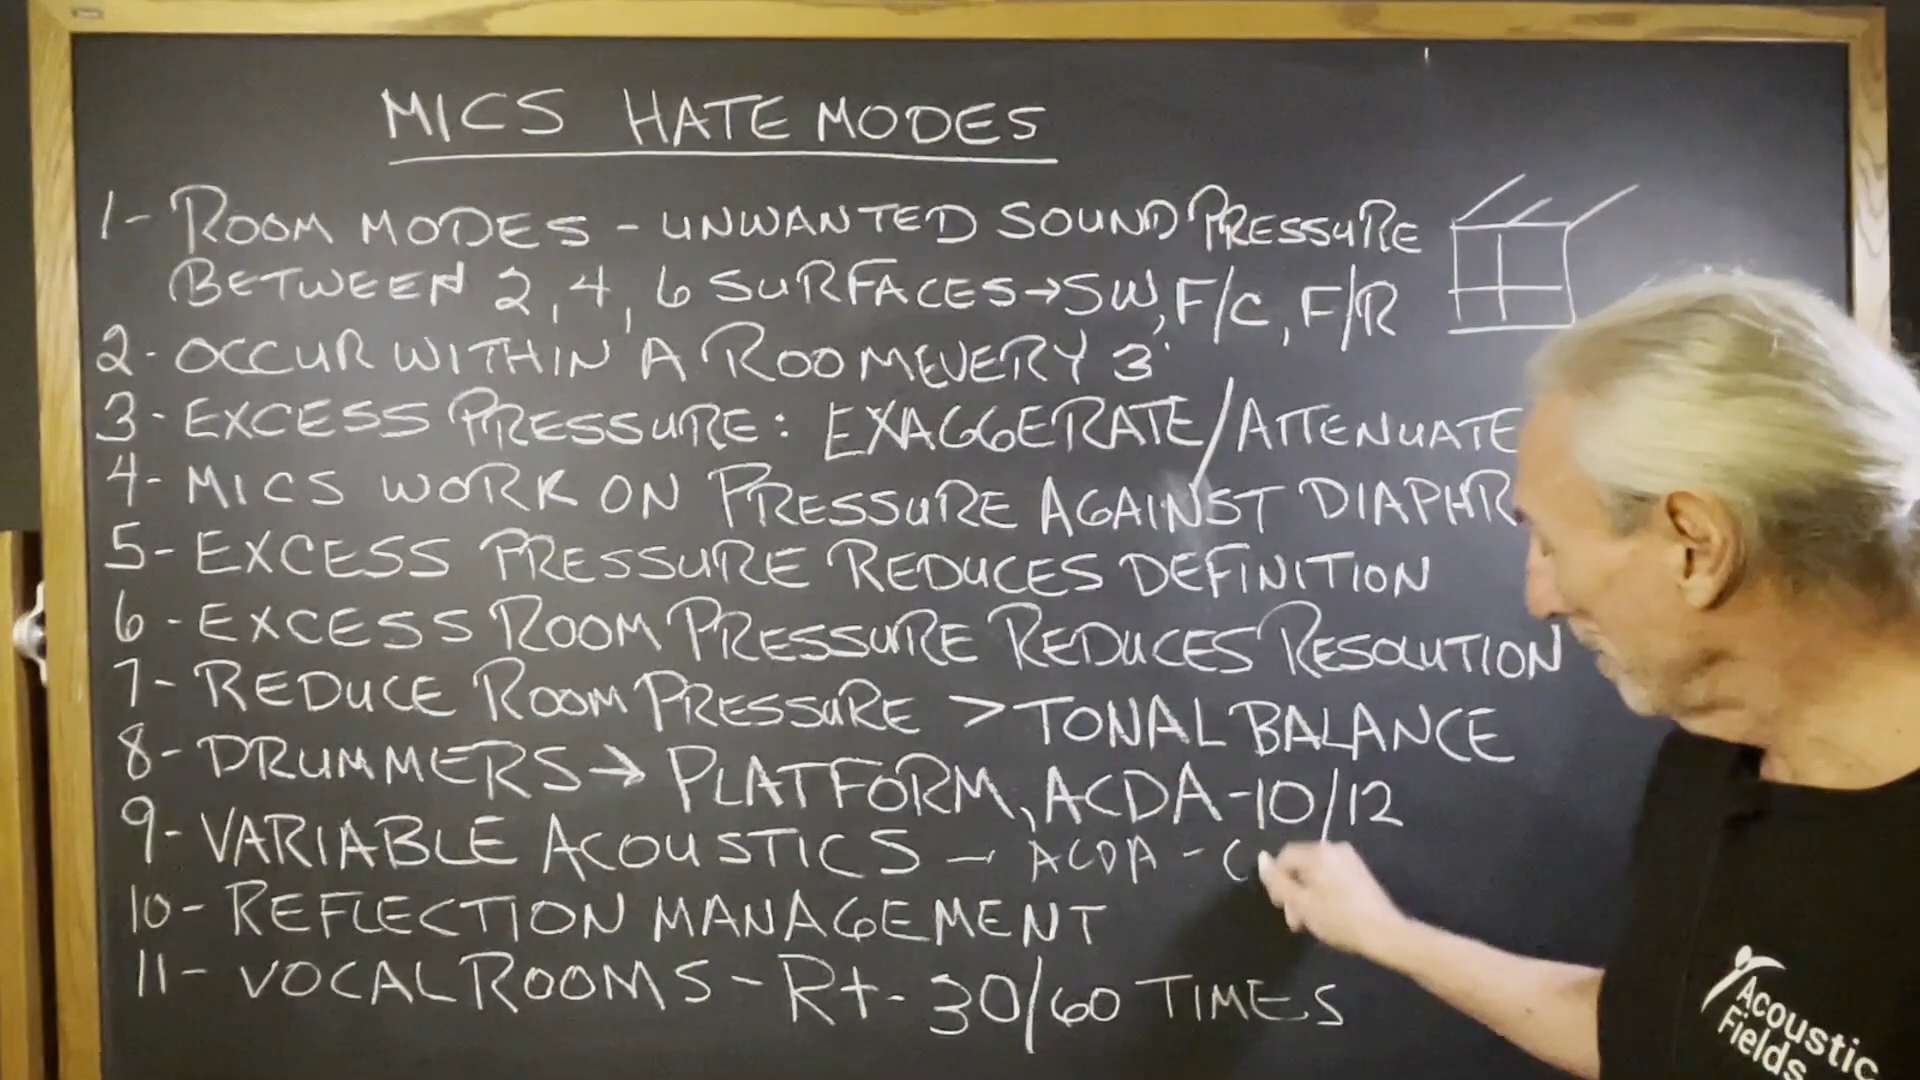 MICS HATE MODES
1- ROOM MODES - UNWANTED SOUND PRESSURE
BETWEEN 2, 4, 6 SURFACES → SW, F/C, F/R
2- OCCUR WITHIN A ROOM EVERY 3'
3- EXCESS PRESSURE: EXAGGERATE/ATTENUATE
4- MICS WORK ON PRESSURE AGAINST DIAPHR
5- EXCESS PRESSURE REDUCES DEFINITION
6- EXCESS ROOM PRESSURE REDUCES RESOLUTION
7- REDUCE ROOM PRESSURE > TONAL BALANCE
8- DRUMMERS → PLATFORM, ACDA-10/12
9- VARIABLE ACOUSTICS - ACDA - C
10- REFLECTION MANAGEMENT
11- VOCAL ROOMS - Rt - 30/60 TIMES
Acoustic
Fields